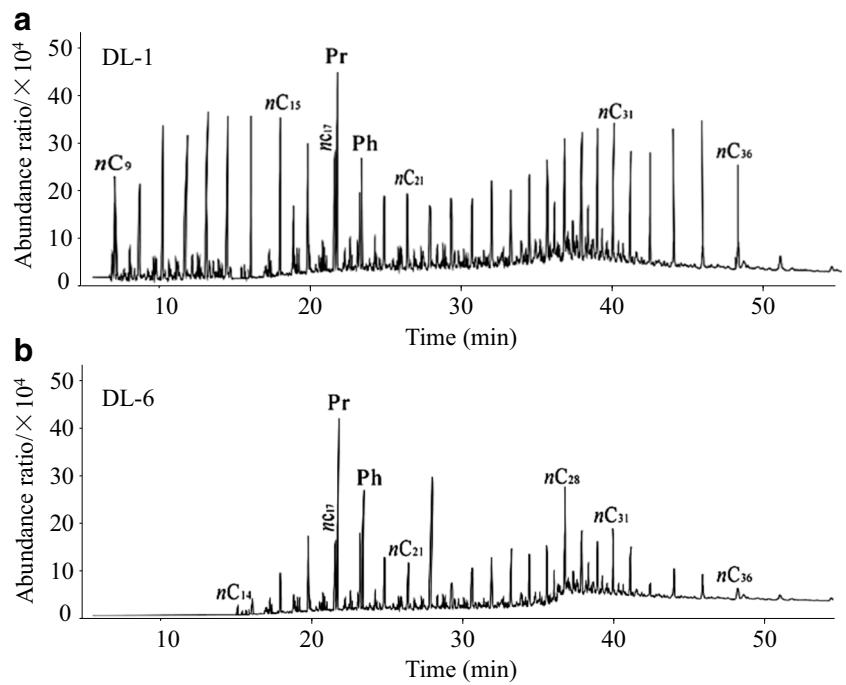 a
DL-1
Abundance ratio/×10⁴
50
40
30
20
10
0
nC₉
nC₁₅
nc₁₇
Pr
Ph
nC₂₁
nC₃₁
nC₃₆
10 20 30 40 50
Time (min)
b
DL-6
Abundance ratio/×10⁴
50
40
30
20
10
0
nC₁₄
nc₁₇
Pr
Ph
nC₂₁
nC₂₈
nC₃₁
nC₃₆
10 20 30 40 50
Time (min)